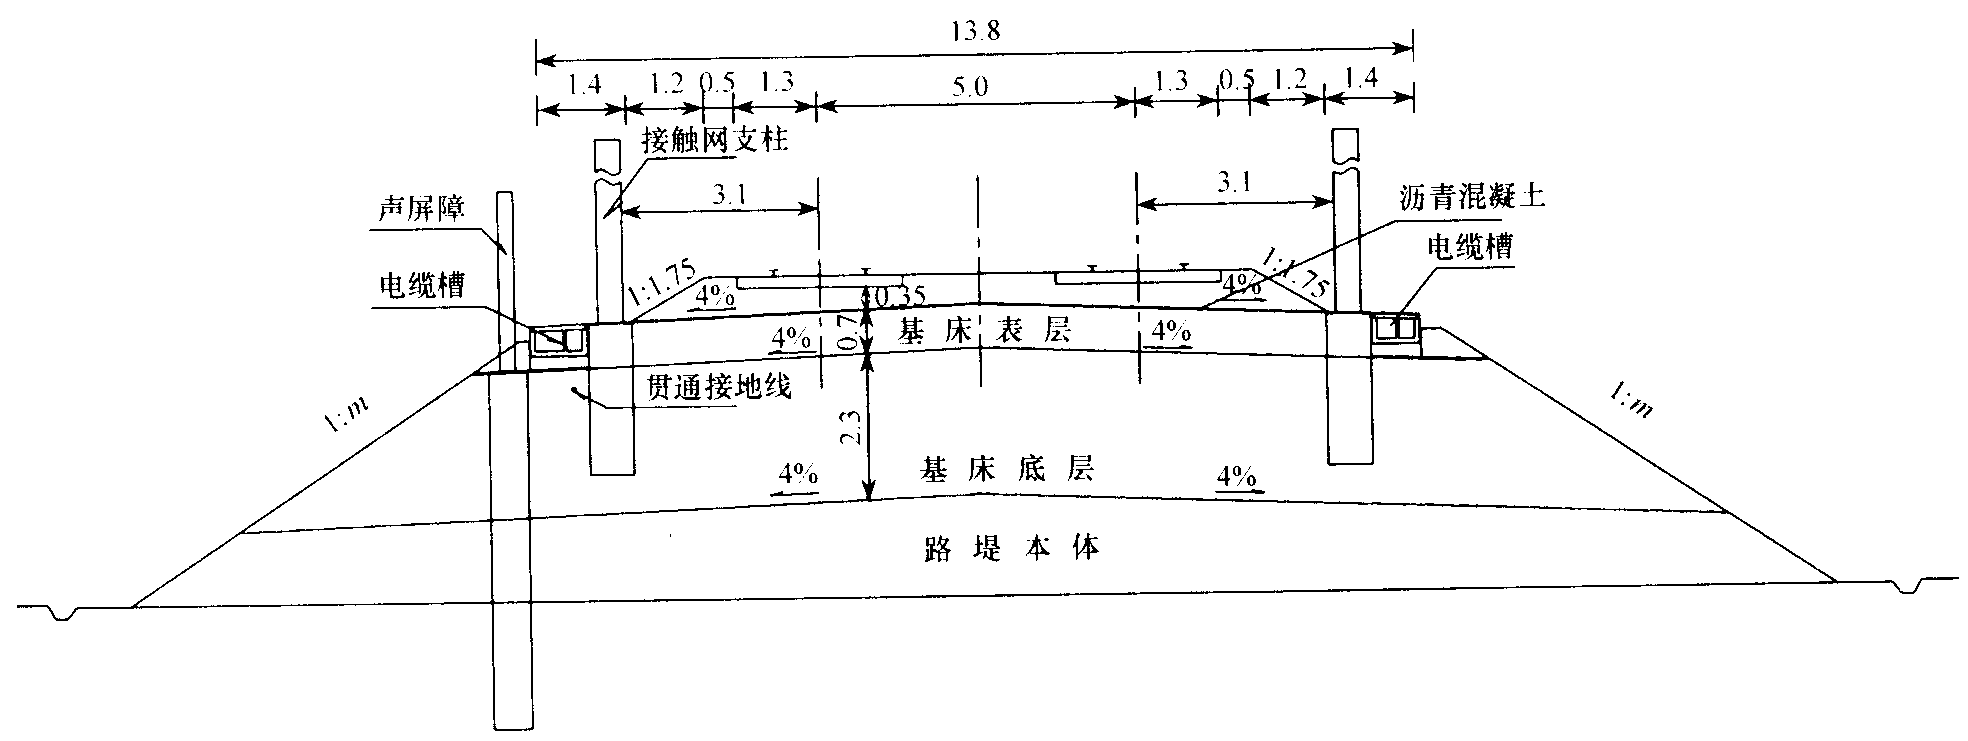 13.8
1.4 1.2 0.5 1.3 5.0 1.3 0.5 1.2 1.4
接触网支柱
3.1 3.1
声屏障
沥青混凝土
电缆槽
电缆槽
1:1.75
1:1.75
4%
4%
0.35
0.7
基床表层
4%
4%
贯通接地线
1:m
1:m
2.3
基床底层
4%
4%
路堤本体